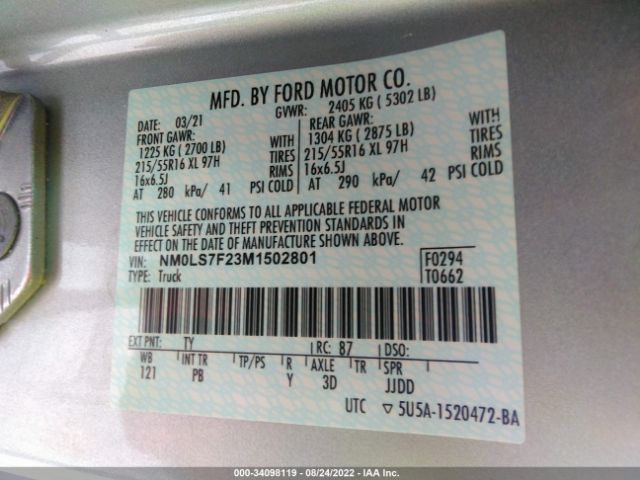 MFD. BY FORD MOTOR CO.
DATE: 03/21 GVWR: 2405 KG ( 5302 LB)
FRONT GAWR: REAR GAWR:
1225 KG ( 2700 LB) WITH 1304 KG ( 2875 LB) WITH
215/55R16 XL 97H TIRES 215/55R16 XL 97H TIRES
16x6.5J RIMS 16x6.5J RIMS
AT 280 kPa/ 41 PSI COLD AT 290 kPa/ 42 PSI COLD
THIS VEHICLE CONFORMS TO ALL APPLICABLE FEDERAL MOTOR
VEHICLE SAFETY AND THEFT PREVENTION STANDARDS IN
EFFECT ON THE DATE OF MANUFACTURE SHOWN ABOVE.
VIN: NM0LS7F23M1502801 F0294
TYPE: Truck T0662
EXT PNT: TY RC: 87 DSO:
WB INT TR TP/PS R AXLE TR SPR
121 PB Y 3D JJDD
UTC ▽ 5U5A-1520472-BA
000-34098119 - 08/24/2022 - IAA Inc.